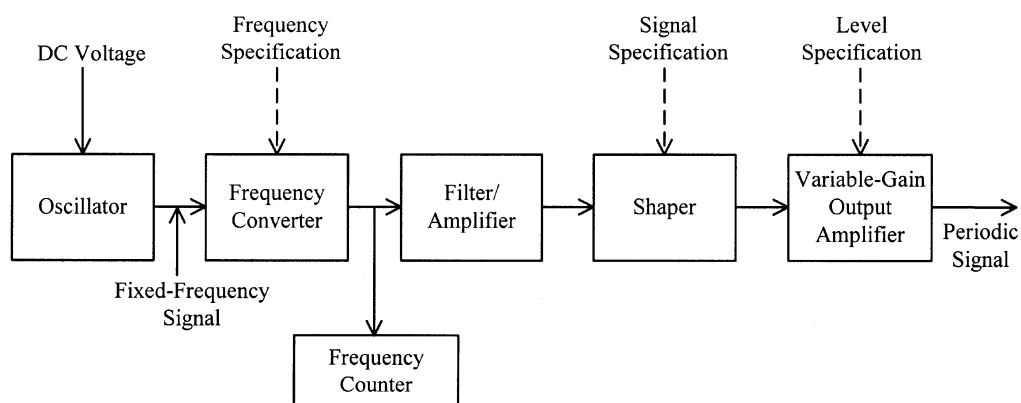 Frequency
Specification
Signal
Specification
Level
Specification
DC Voltage
Oscillator
Frequency
Converter
Filter/
Amplifier
Shaper
Variable-Gain
Output
Amplifier
Periodic
Signal
Fixed-Frequency
Signal
Frequency
Counter